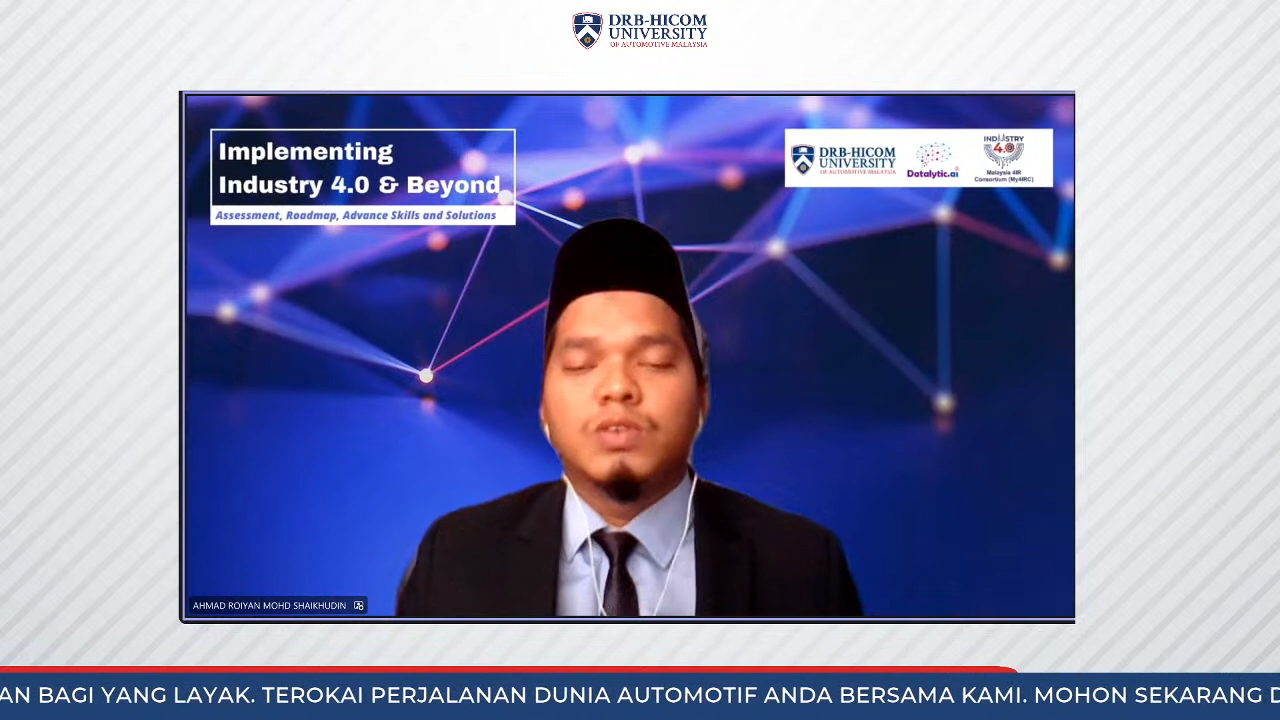 DRB-HICOM
UNIVERSITY
OF AUTOMOTIVE MALAYSIA
Implementing
Industry 4.0 & Beyond
Assessment, Roadmap, Advance Skills and Solutions
DRB-HICOM
UNIVERSITY
OF AUTOMOTIVE MALAYSIA
Datalytic.ai
INDUSTRY
4.0
Malaysia 4IR
Consortium (My4IRC)
AHMAD ROIYAN MOHD SHAIKHUDIN
AN BAGI YANG LAYAK. TEROKAI PERJALANAN DUNIA AUTOMOTIF ANDA BERSAMA KAMI. MOHON SEKARANG D